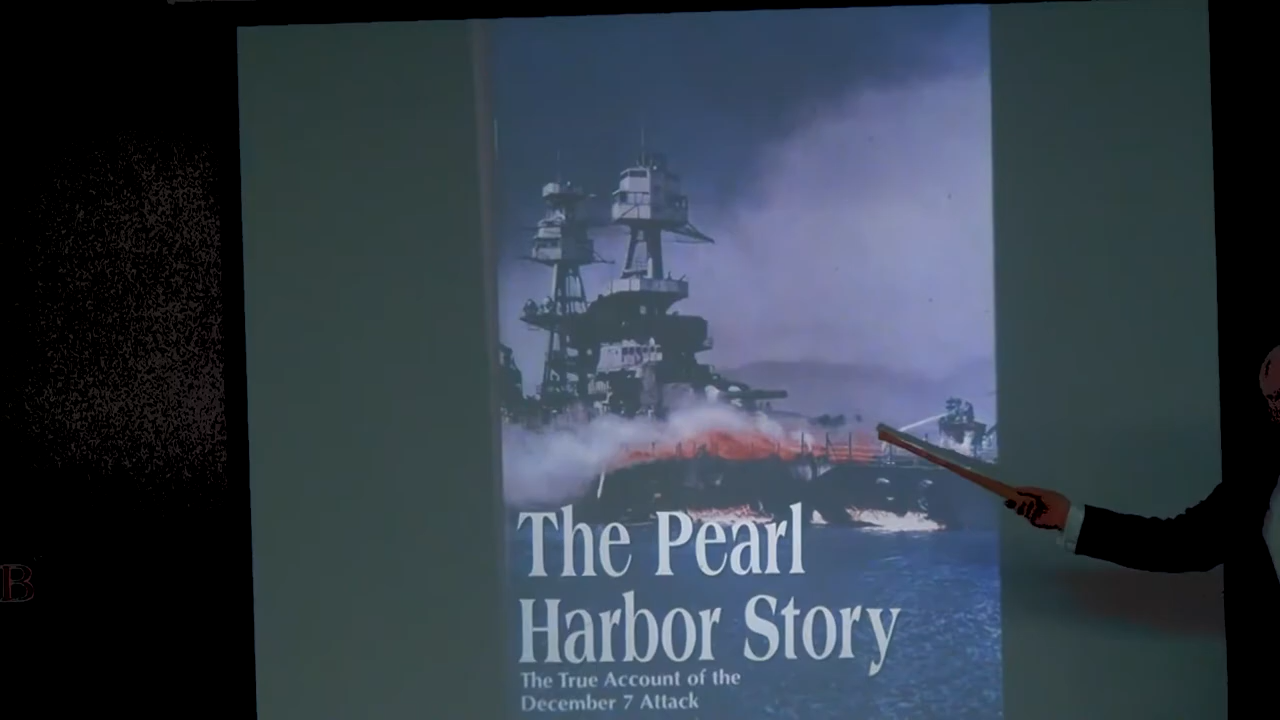 The Pearl
Harbor Story
The True Account of the
December 7 Attack
B